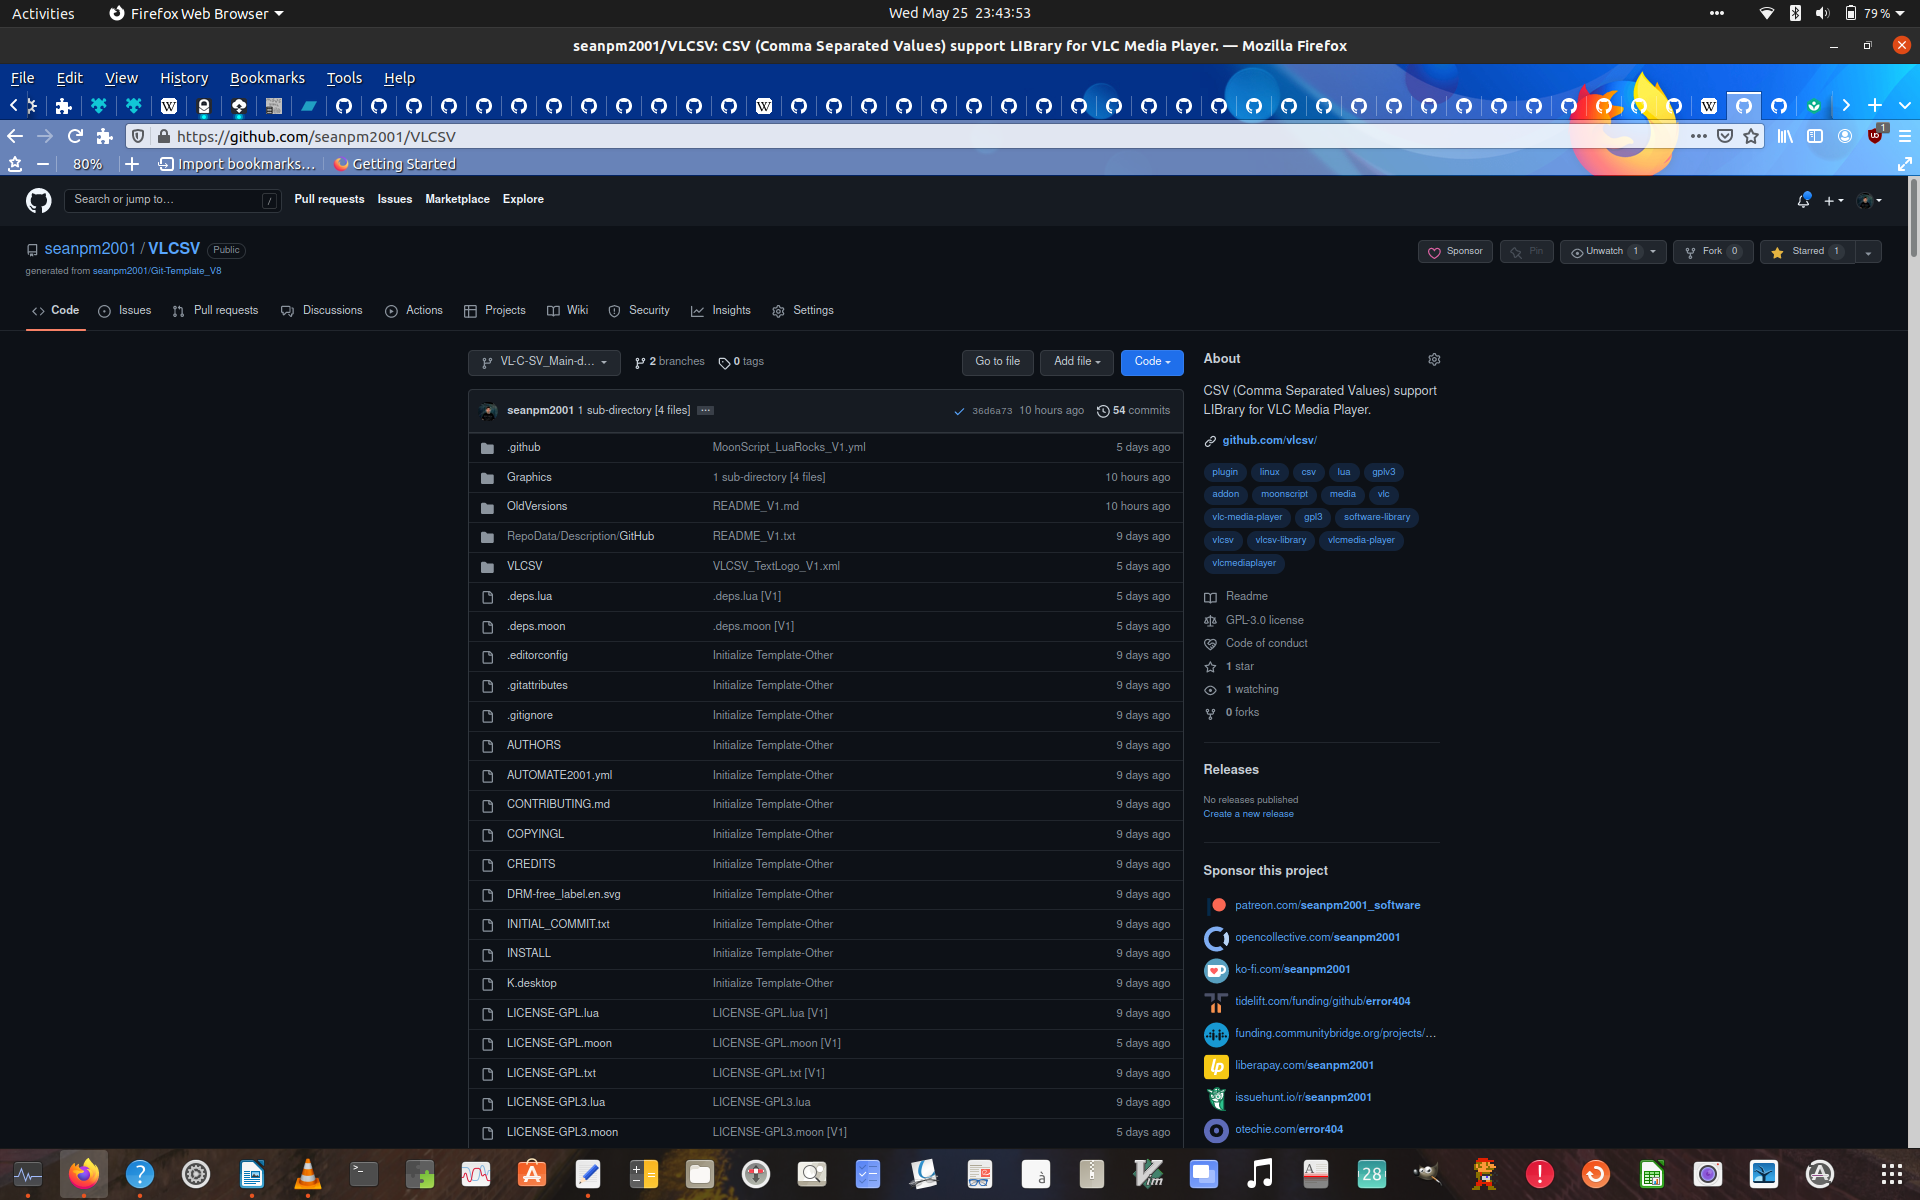 Activities
Firefox Web Browser
Wed May 25 23:43:53
79 %
seanpm2001/VLCSV: CSV (Comma Separated Values) support LIBrary for VLC Media Player. — Mozilla Firefox
File Edit View History Bookmarks Tools Help
https://github.com/seanpm2001/VLCSV
80%
Import bookmarks...
Getting Started
Search or jump to...
/
Pull requests Issues Marketplace Explore
seanpm2001 / VLCSV Public
generated from seanpm2001/Git-Template_V8
Sponsor
Pin
Unwatch 1
Fork 0
Starred 1
Code Issues Pull requests Discussions Actions Projects Wiki Security Insights Settings
VL-C-SV_Main-d...
2 branches
0 tags
Go to file
Add file
Code
seanpm2001 1 sub-directory [4 files] ...
36d6a73 10 hours ago
54 commits
.github MoonScript_LuaRocks_V1.yml 5 days ago
Graphics 1 sub-directory [4 files] 10 hours ago
OldVersions README_V1.md 10 hours ago
RepoData/Description/GitHub README_V1.txt 9 days ago
VLCSV VLCSV_TextLogo_V1.xml 5 days ago
.deps.lua .deps.lua [V1] 5 days ago
.deps.moon .deps.moon [V1] 5 days ago
.editorconfig Initialize Template-Other 9 days ago
.gitattributes Initialize Template-Other 9 days ago
.gitignore Initialize Template-Other 9 days ago
AUTHORS Initialize Template-Other 9 days ago
AUTOMATE2001.yml Initialize Template-Other 9 days ago
CONTRIBUTING.md Initialize Template-Other 9 days ago
COPYINGL Initialize Template-Other 9 days ago
CREDITS Initialize Template-Other 9 days ago
DRM-free_label.en.svg Initialize Template-Other 9 days ago
INITIAL_COMMIT.txt Initialize Template-Other 9 days ago
INSTALL Initialize Template-Other 9 days ago
K.desktop Initialize Template-Other 9 days ago
LICENSE-GPL.lua LICENSE-GPL.lua [V1] 9 days ago
LICENSE-GPL.moon LICENSE-GPL.moon [V1] 5 days ago
LICENSE-GPL.txt LICENSE-GPL.txt [V1] 9 days ago
LICENSE-GPL3.lua LICENSE-GPL3.lua 9 days ago
LICENSE-GPL3.moon LICENSE-GPL3.moon [V1] 5 days ago
About
CSV (Comma Separated Values) support
LIBrary for VLC Media Player.
github.com/vlcsv/
plugin linux csv lua gplv3
addon moonscript media vlc
vlc-media-player gpl3 software-library
vlcsv vlcsv-library vlcmedia-player
vlcmediaplayer
Readme
GPL-3.0 license
Code of conduct
1 star
1 watching
0 forks
Releases
No releases published
Create a new release
Sponsor this project
patreon.com/seanpm2001_software
opencollective.com/seanpm2001
ko-fi.com/seanpm2001
tidelift.com/funding/github/error404
funding.communitybridge.org/projects/...
liberapay.com/seanpm2001
issuehunt.io/r/seanpm2001
otechie.com/error404
28